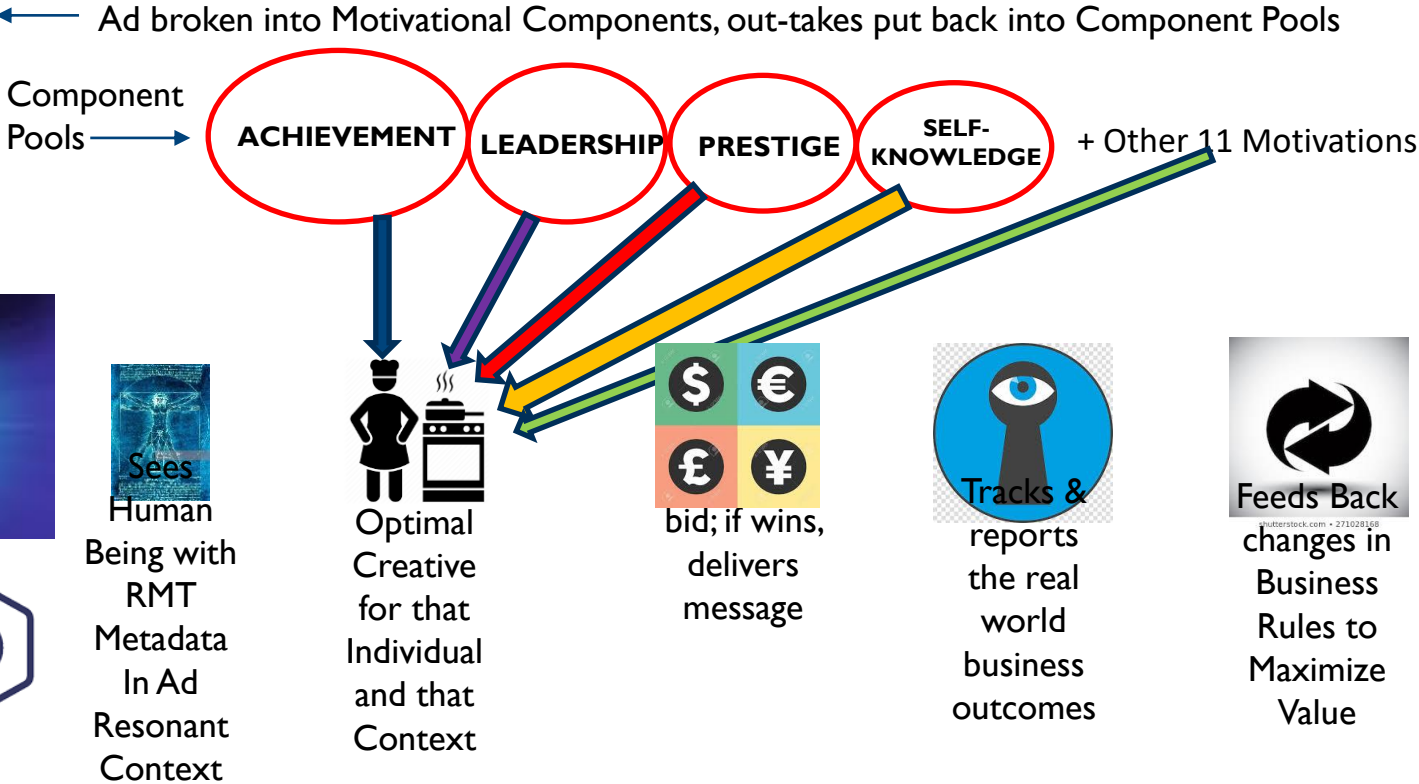 Ad broken into Motivational Components, out-takes put back into Component Pools
Component
Pools
ACHIEVEMENT
LEADERSHIP
PRESTIGE
SELF-
KNOWLEDGE
+ Other 11 Motivations
Sees
Human
Being with
RMT
Metadata
In Ad
Resonant
Context
Optimal
Creative
for that
Individual
and that
Context
$
€
£
¥
bid; if wins,
delivers
message
Tracks &
reports
the real
world
business
outcomes
Feeds Back
shutterstock.com • 271028168
changes in
Business
Rules to
Maximize
Value